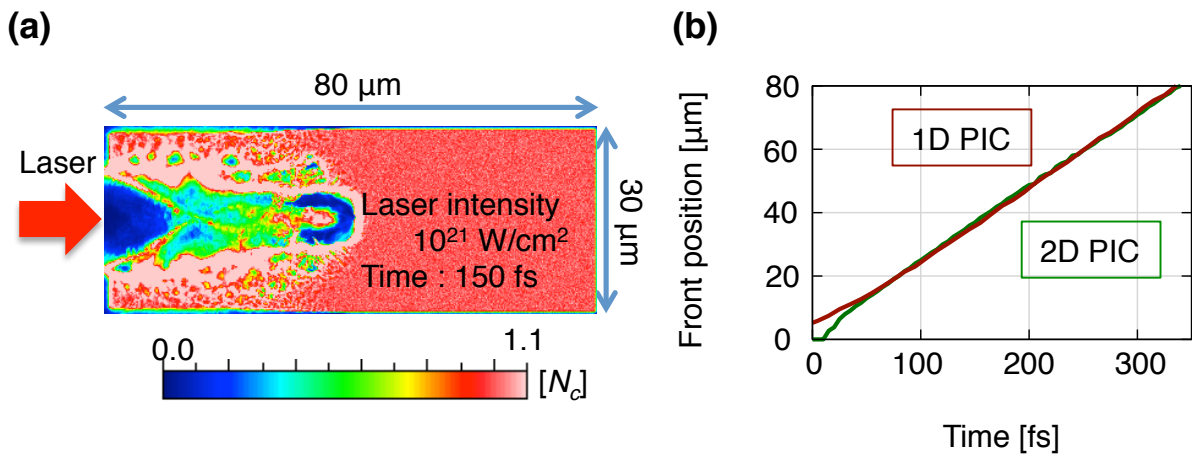 (a)
80 µm
Laser
Laser intensity
10²¹ W/cm²
Time : 150 fs
30 µm
0.0
1.1
[Nc]
(b)
Front position [µm]
80
60
40
20
0
1D PIC
2D PIC
0
100
200
300
Time [fs]